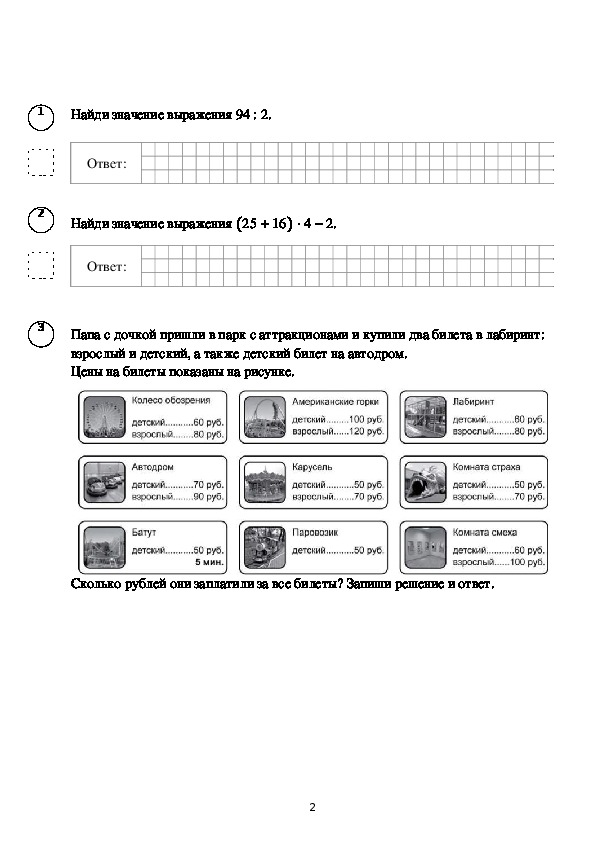 1
Найди значение выражения 94 : 2.
Ответ:
2
Найди значение выражения (25 + 16) · 4 – 2.
Ответ:
3
Папа с дочкой пришли в парк с аттракционами и купили два билета в лабиринт:
взрослый и детский, а также детский билет на автодром.
Цены на билеты показаны на рисунке.
Колесо обозрения
детский...........60 руб.
взрослый........80 руб.
Американские горки
детский..........100 руб.
взрослый......120 руб.
Лабиринт
детский...........60 руб.
взрослый.........80 руб.
Автодром
детский...........70 руб.
взрослый........90 руб.
Карусель
детский...........50 руб.
взрослый.........70 руб.
Комната страха
детский...........50 руб.
взрослый.........70 руб.
Батут
детский...........50 руб.
5 мин.
Паровозик
детский...........50 руб.
Комната смеха
детский...........60 руб.
взрослый......100 руб.
Сколько рублей они заплатили за все билеты? Запиши решение и ответ.
2